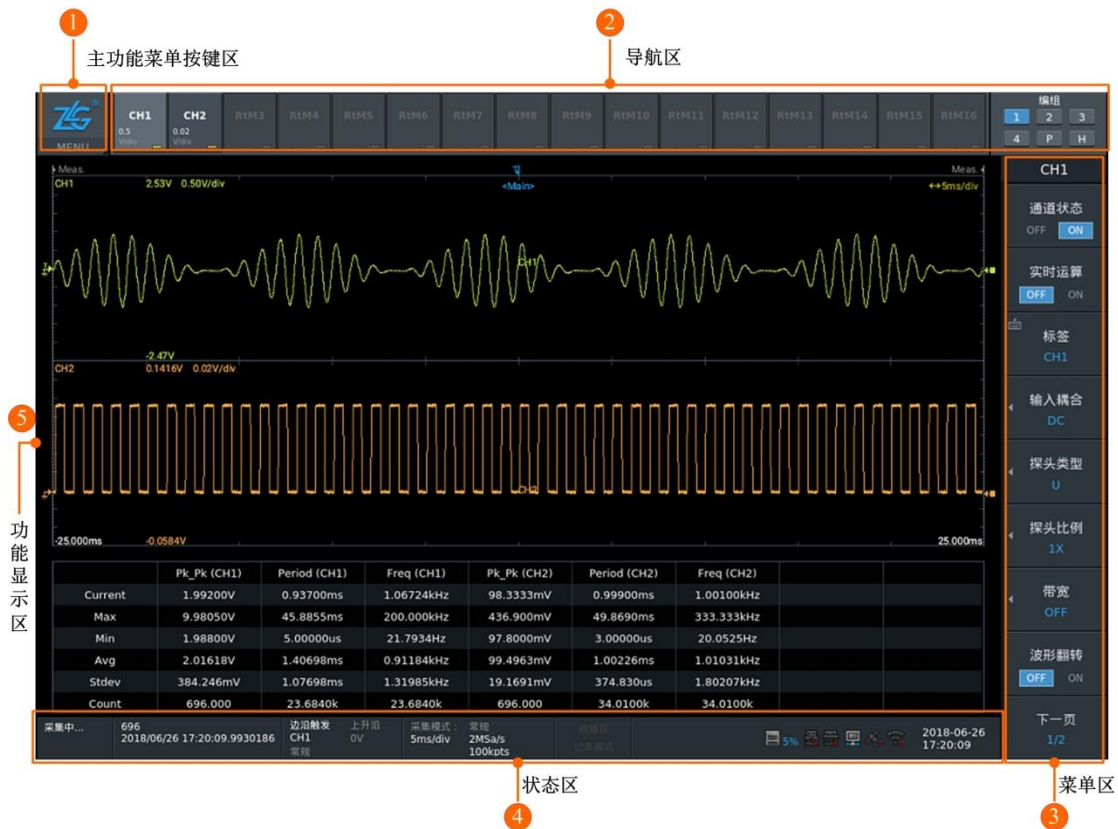 1
2
主功能菜单按键区
导航区
ZLG®
MENU
CH1
0.5
V/div
CH2
0.02
V/div
RtM3
RtM4
RtM5
RtM6
RtM7
RtM8
RtM9
RtM10
RtM11
RtM12
RtM13
RtM14
RtM15
RtM16
编组
1 2 3
4 P H
Meas.
T
Meas.
CH1 2.53V 0.50V/div <Main> 5ms/div
CH1
-2.47V
CH2 0.1416V 0.02V/div
CH2
-25.000ms -0.0584V 25.000ms
Pk_Pk (CH1) Period (CH1) Freq (CH1) Pk_Pk (CH2) Period (CH2) Freq (CH2)
Current 1.99200V 0.93700ms 1.06724kHz 98.3333mV 0.99900ms 1.00100kHz
Max 9.98050V 45.8855ms 200.000kHz 436.900mV 49.8690ms 333.333kHz
Min 1.98800V 5.00000us 21.7934Hz 97.8000mV 3.00000us 20.0525Hz
Avg 2.01618V 1.40698ms 0.91184kHz 99.4963mV 1.00226ms 1.01031kHz
Stdev 384.246mV 1.07698ms 1.31985kHz 19.1691mV 374.830us 1.80207kHz
Count 696.000 23.6840k 23.6840k 696.000 34.0100k 34.0100k
CH1
通道状态
OFF ON
实时运算
OFF ON
标签
CH1
输入耦合
DC
探头类型
U
探头比例
1X
带宽
OFF
波形翻转
OFF ON
下一页
1/2
采集中...
696
2018/06/26 17:20:09.9930186
边沿触发 上升沿
CH1 0V
常规
采集模式: 常规
5ms/div 2MSa/s
100kpts
记录模式
5%
2018-06-26
17:20:09
5
功能显示区
状态区
4
菜单区
3